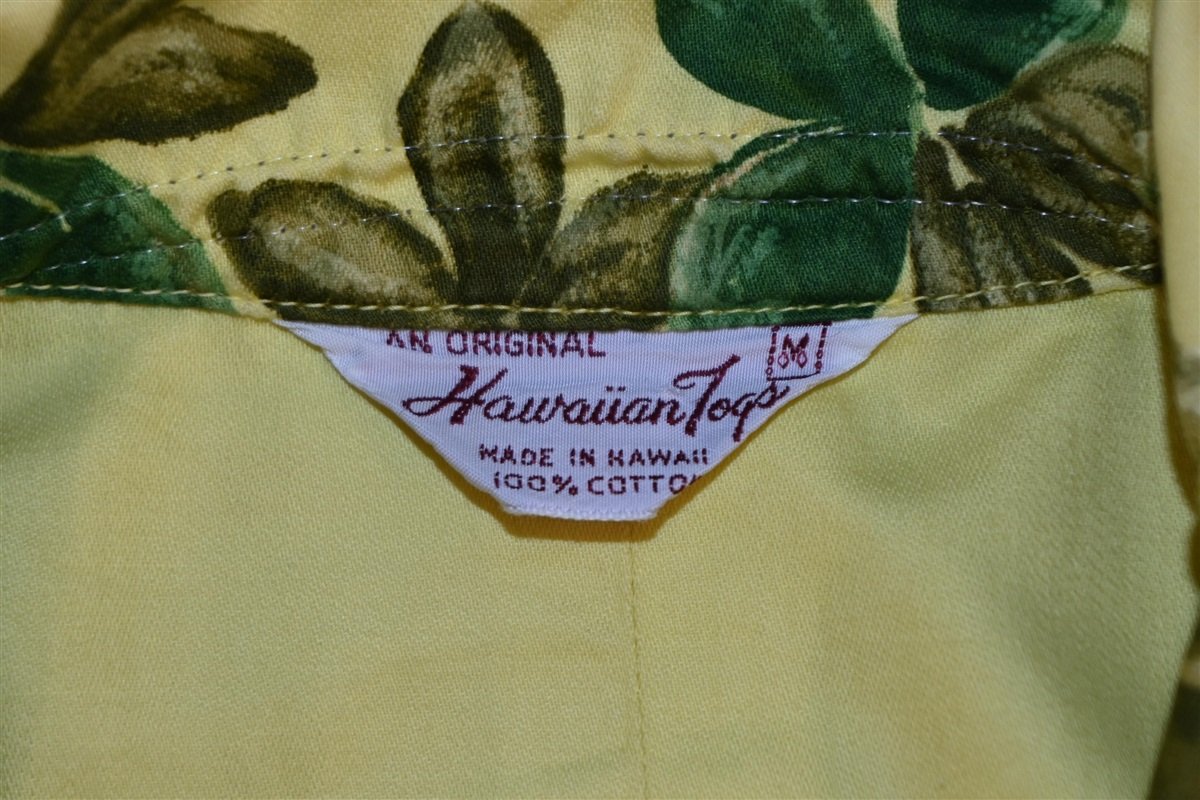 AN ORIGINAL
M
Hawaiian Togs
MADE IN HAWAII
100% COTTON